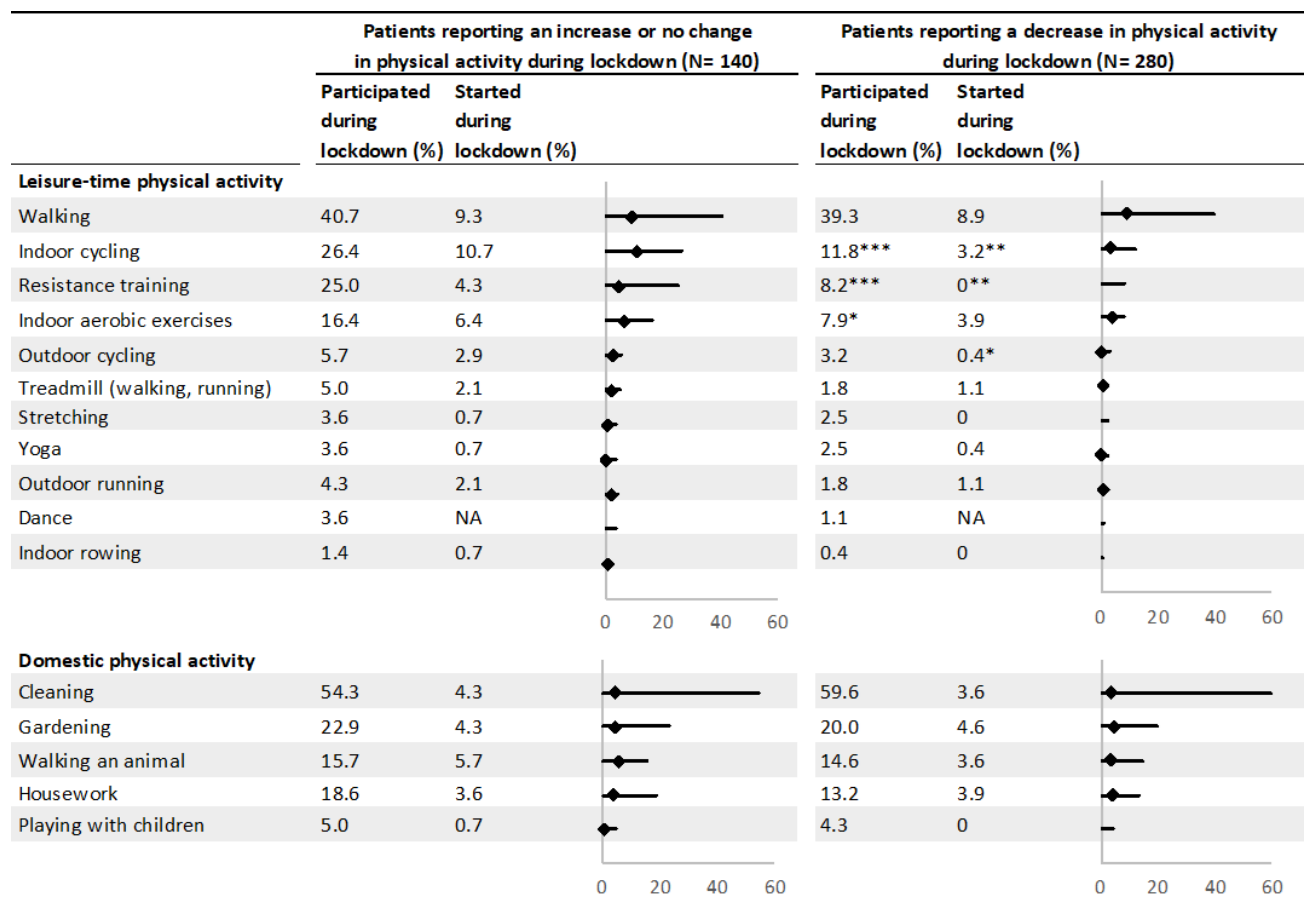 Patients reporting an increase or no change Patients reporting a decrease in physical activity
in physical activity during lockdown (N= 140) during lockdown (N= 280)
Participated Started Participated Started
during during during during
lockdown (%) lockdown (%) lockdown (%) lockdown (%)
Leisure-time physical activity
Walking 40.7 9.3 39.3 8.9
Indoor cycling 26.4 10.7 11.8*** 3.2**
Resistance training 25.0 4.3 8.2*** 0**
Indoor aerobic exercises 16.4 6.4 7.9* 3.9
Outdoor cycling 5.7 2.9 3.2 0.4*
Treadmill (walking, running) 5.0 2.1 1.8 1.1
Stretching 3.6 0.7 2.5 0
Yoga 3.6 0.7 2.5 0.4
Outdoor running 4.3 2.1 1.8 1.1
Dance 3.6 NA 1.1 NA
Indoor rowing 1.4 0.7 0.4 0
0 20 40 60 0 20 40 60
Domestic physical activity
Cleaning 54.3 4.3 59.6 3.6
Gardening 22.9 4.3 20.0 4.6
Walking an animal 15.7 5.7 14.6 3.6
Housework 18.6 3.6 13.2 3.9
Playing with children 5.0 0.7 4.3 0
0 20 40 60 0 20 40 60